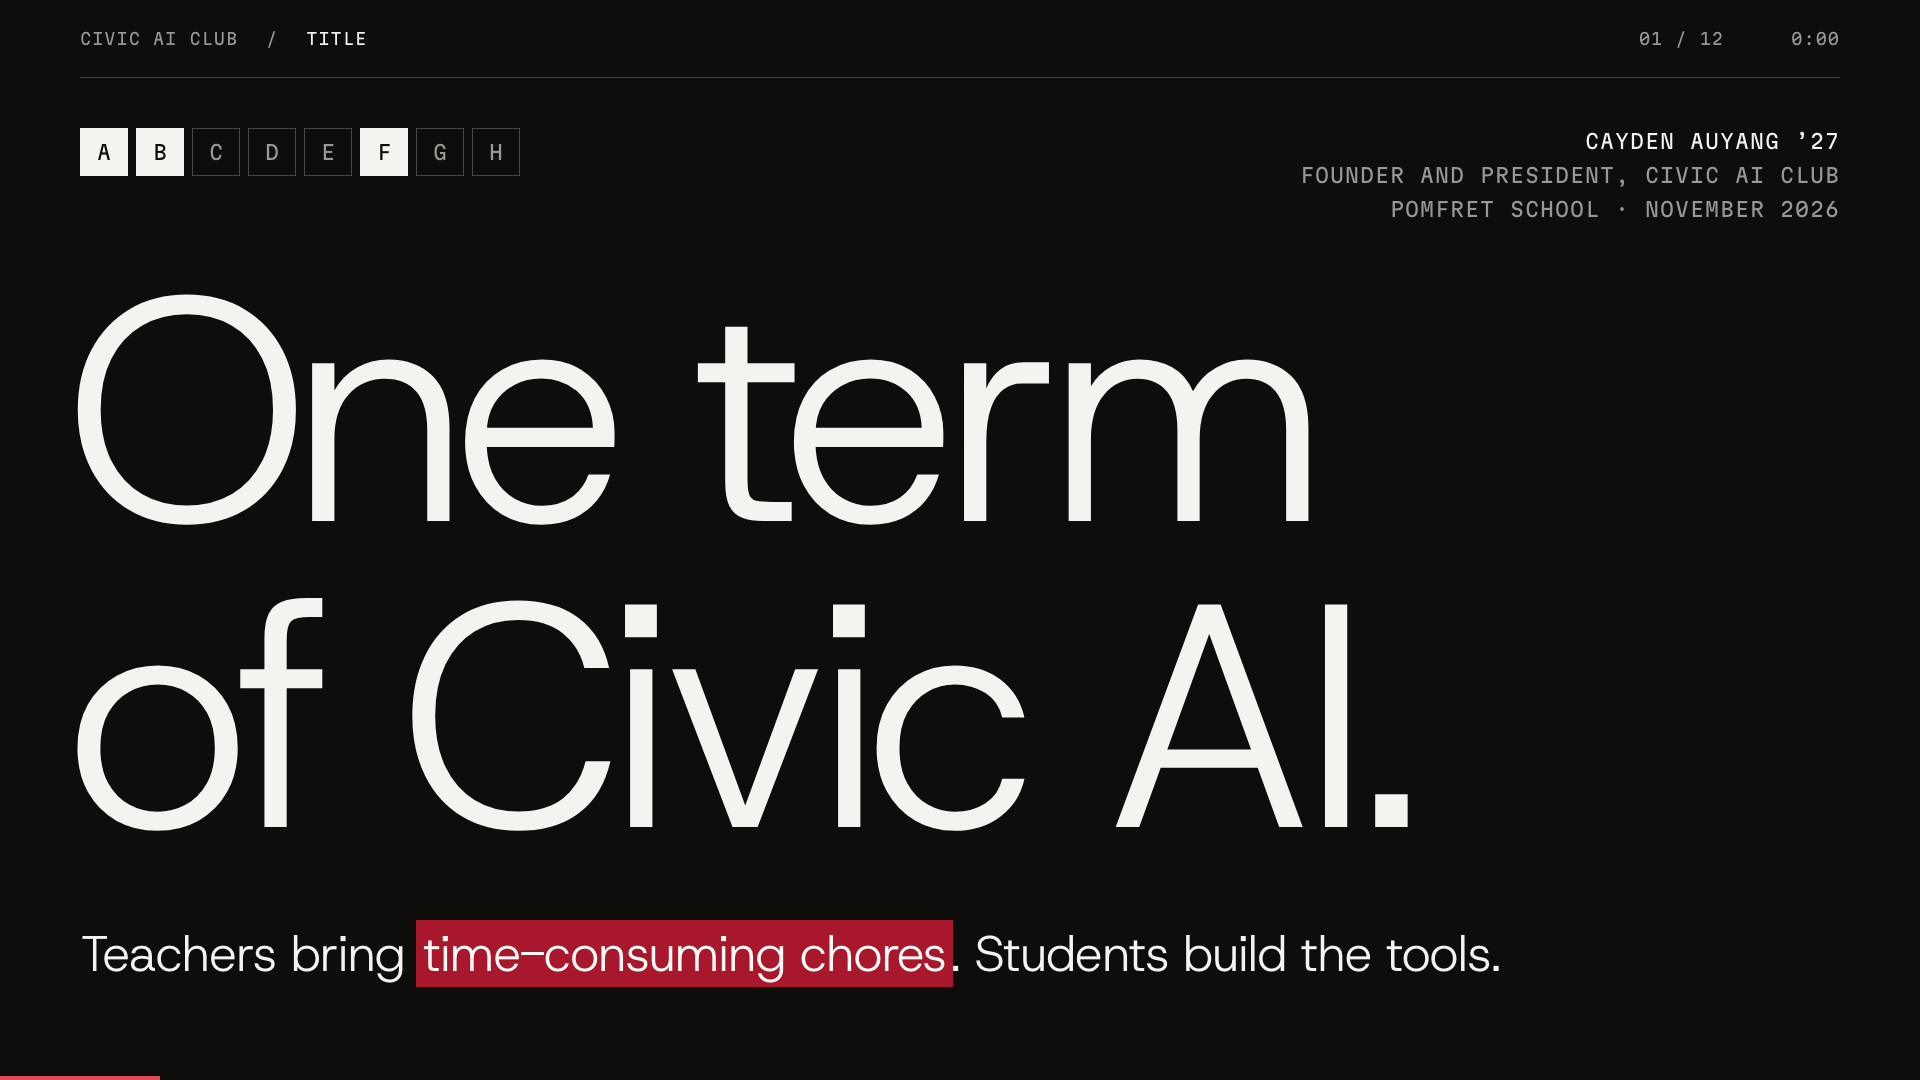 CIVIC AI CLUB / TITLE
01 / 12 0:00
A B C D E F G H
CAYDEN AUYANG ’27
FOUNDER AND PRESIDENT, CIVIC AI CLUB
POMFRET SCHOOL · NOVEMBER 2026
One term
of Civic AI.
Teachers bring time-consuming chores. Students build the tools.